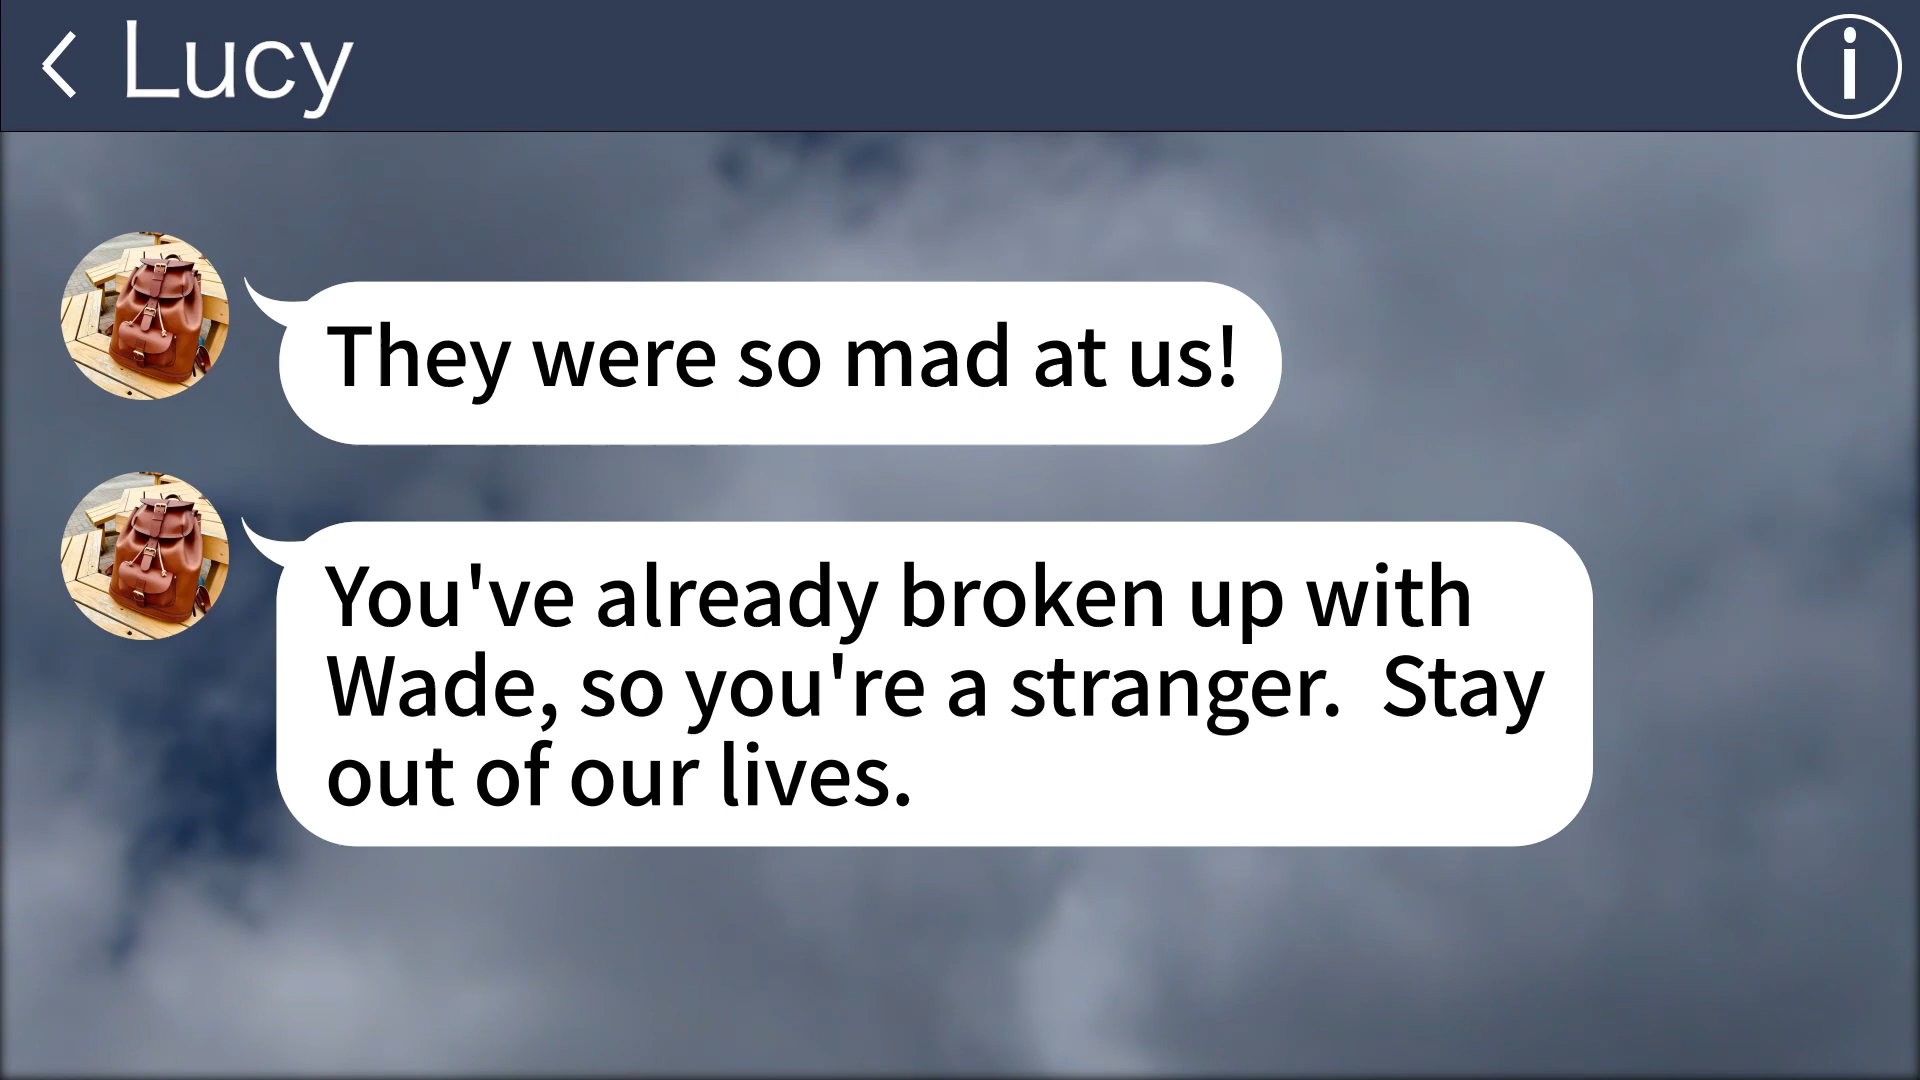 Lucy
They were so mad at us!
You've already broken up with
Wade, so you're a stranger.  Stay
out of our lives.